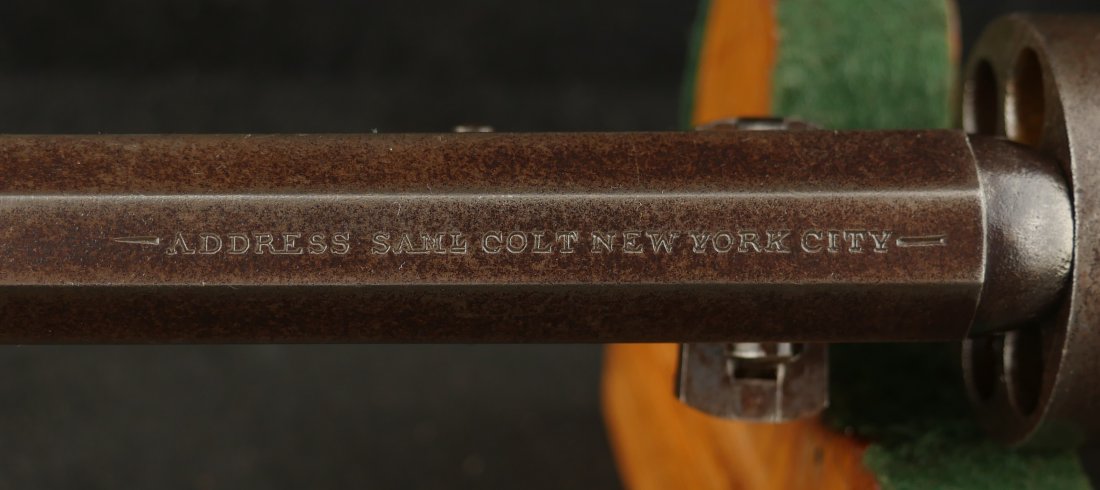 ADDRESS SAML COLT NEW YORK CITY